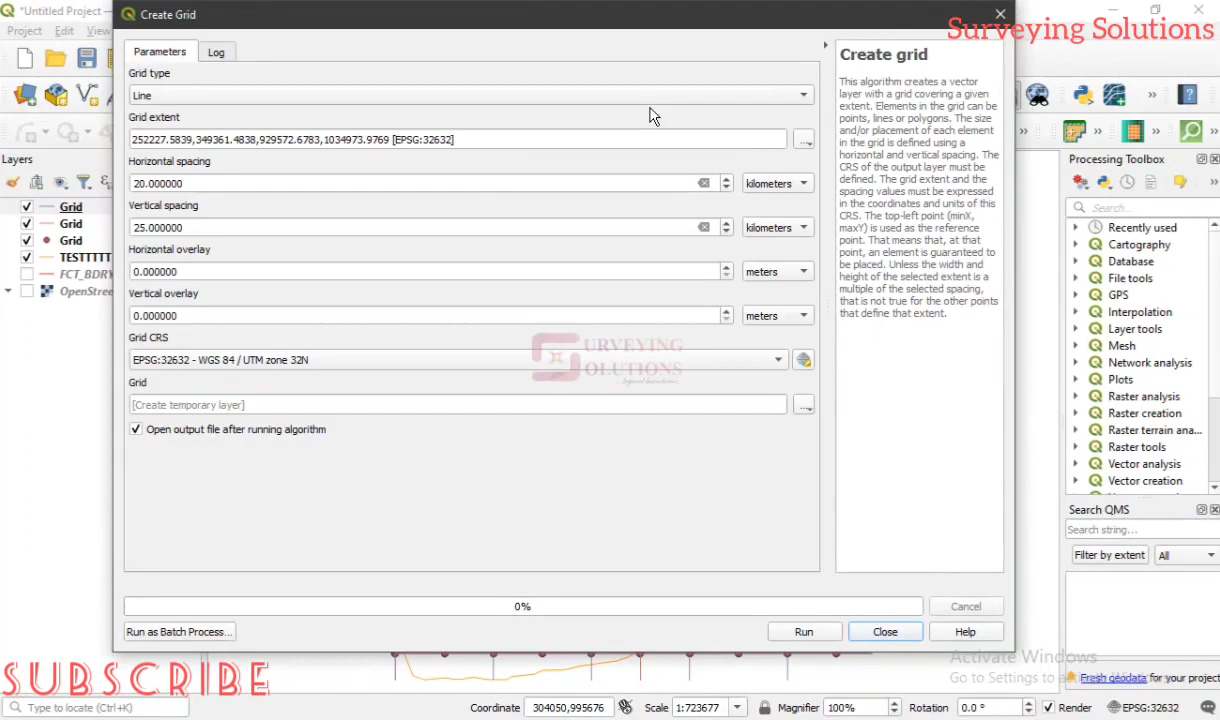 *Untitled Project —
Create Grid
Surveying Solutions
Project Edit View
Parameters
Log
Grid type
Line
Grid extent
252227.5839,349361.4838,929572.6783,1034973.9769 [EPSG:32632]
Horizontal spacing
20.000000
kilometers
Vertical spacing
25.000000
kilometers
Horizontal overlay
0.000000
meters
Vertical overlay
0.000000
meters
Grid CRS
EPSG:32632 - WGS 84 / UTM zone 32N
Grid
[Create temporary layer]
Open output file after running algorithm
0%
Cancel
Run as Batch Process...
Run
Close
Help
Create grid
This algorithm creates a vector
layer with a grid covering a given
extent. Elements in the grid can be
points, lines or polygons. The size
and/or placement of each element
in the grid is defined using a
horizontal and vertical spacing. The
CRS of the output layer must be
defined. The grid extent and the
spacing values must be expressed
in the coordinates and units of this
CRS. The top-left point (minX,
maxY) is used as the reference
point. That means that, at that
point, an element is guaranteed to
be placed. Unless the width and
height of the selected extent is a
multiple of the selected spacing,
that is not true for the other points
that define that extent.
Layers
Grid
Grid
Grid
TESTTTTT
FCT_BDRY
OpenStree
URVEYING
OLUTIONS
Processing Toolbox
Search...
Recently used
Cartography
Database
File tools
GPS
Interpolation
Layer tools
Mesh
Network analysis
Plots
Raster analysis
Raster creation
Raster terrain ana...
Raster tools
Vector analysis
Vector creation
Search QMS
Search string...
Filter by extent
All
Activate Windows
Go to Settings to a
Fresh geodata for your project
SUBSCRIBE
Type to locate (Ctrl+K)
Coordinate 304050,995676
Scale 1:723677
Magnifier 100%
Rotation 0.0 °
Render
EPSG:32632